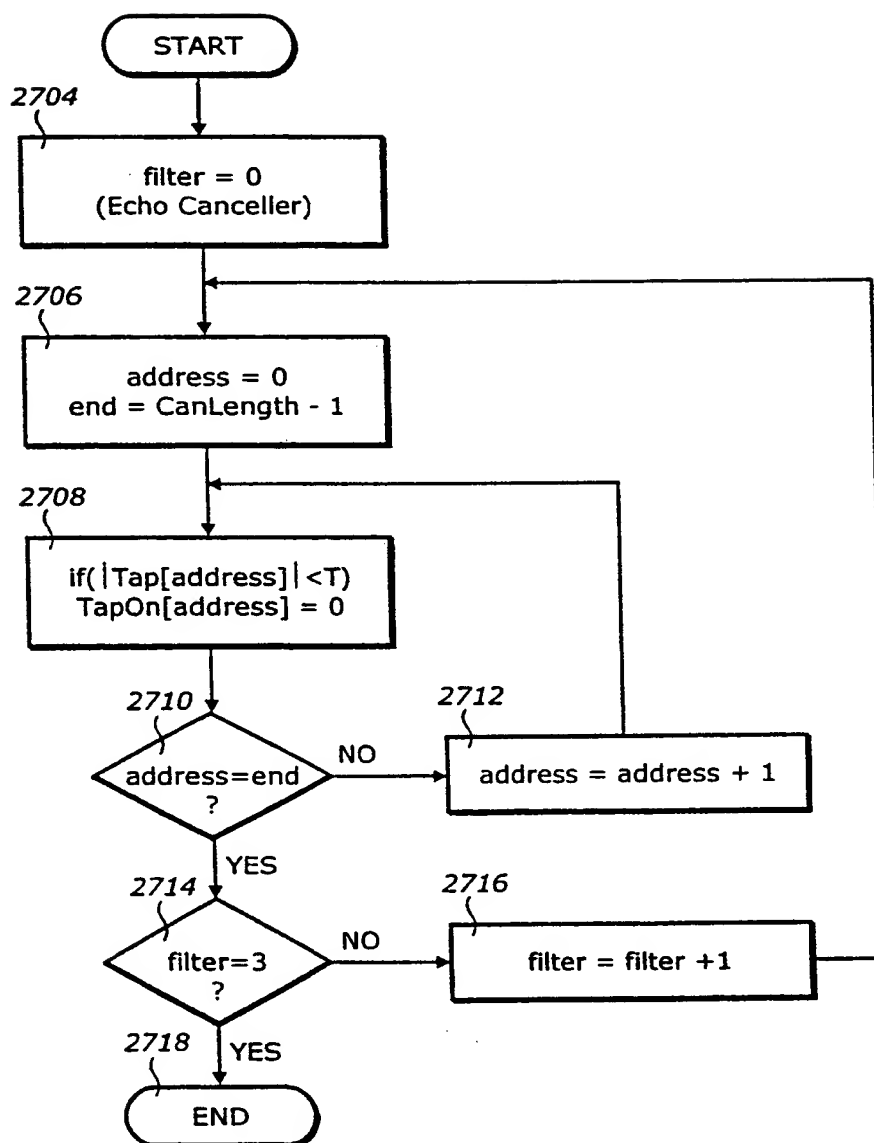 START
2704
filter = 0
(Echo Canceller)
2706
address = 0
end = CanLength - 1
2708
if(|Tap[address]|<T)
TapOn[address] = 0
2710
address=end
?
NO
2712
address = address + 1
YES
2714
filter=3
?
NO
2716
filter = filter +1
YES
2718
END